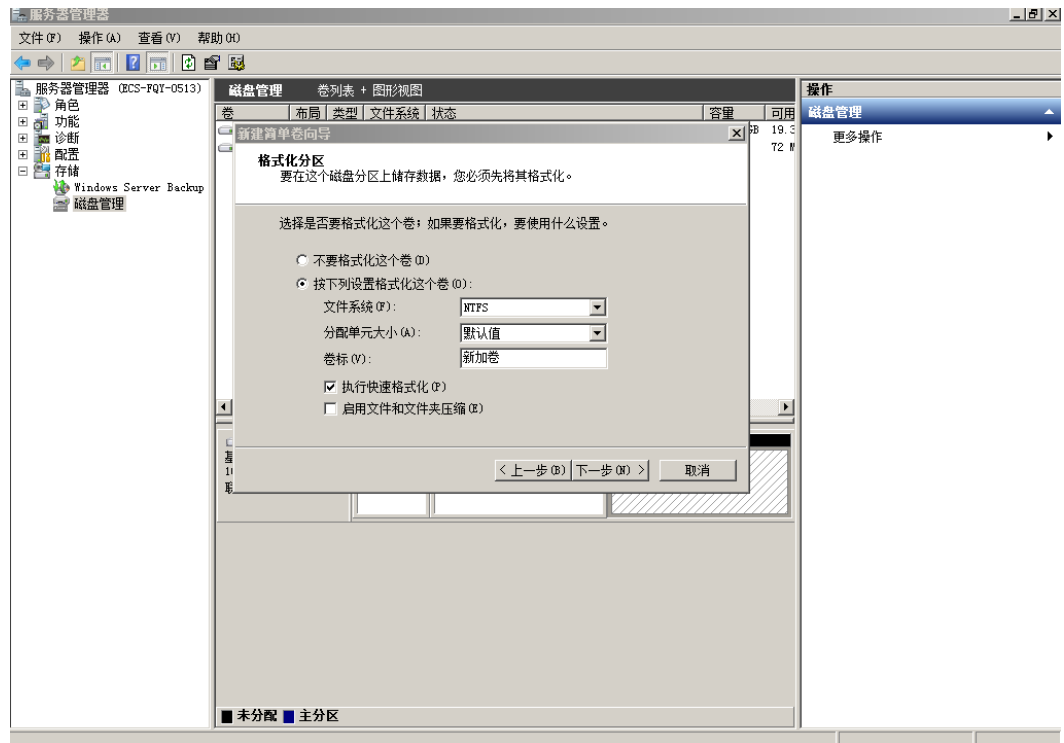 服务器管理器
文件(F) 操作(A) 查看(V) 帮助(H)
服务器管理器 (ECS-FQY-0513)
角色
功能
诊断
配置
存储
Windows Server Backup
磁盘管理
磁盘管理 卷列表 + 图形视图
卷 布局 类型 文件系统 状态 容量 可用
19.3
72 M
新建简单卷向导
格式化分区
要在这个磁盘分区上储存数据，您必须先将其格式化。
选择是否要格式化这个卷；如果要格式化，要使用什么设置。
不要格式化这个卷(D)
按下列设置格式化这个卷(O):
文件系统(F): NTFS
分配单元大小(A): 默认值
卷标(V): 新加卷
执行快速格式化(P)
启用文件和文件夹压缩(E)
< 上一步(B) 下一步(N) > 取消
未分配 主分区
操作
磁盘管理
更多操作